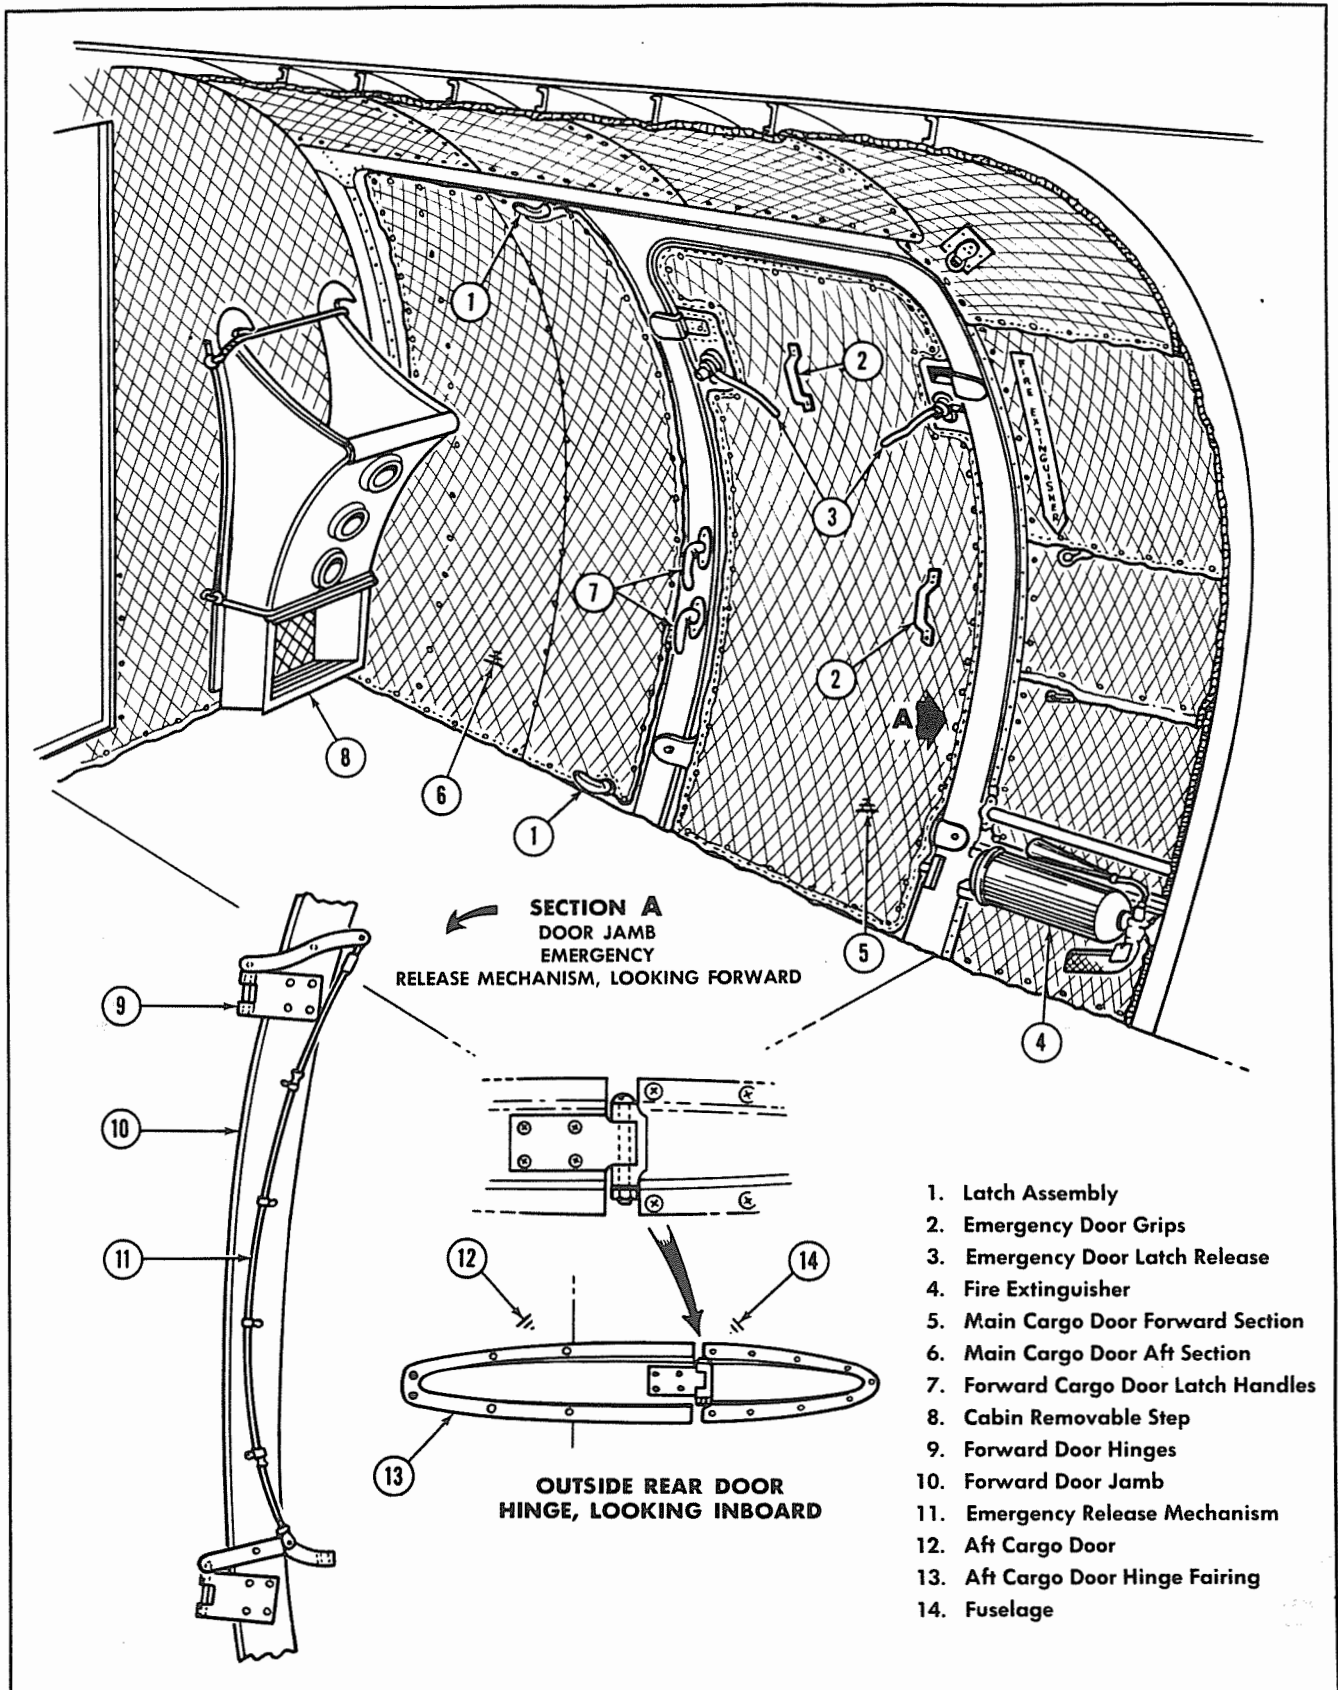 FIRE EXTINGUISHER
1
2
3
7
2
A
8
6
1
5
4
SECTION A
DOOR JAMB
EMERGENCY
RELEASE MECHANISM, LOOKING FORWARD
9
10
11
12
14
13
OUTSIDE REAR DOOR
HINGE, LOOKING INBOARD
1. Latch Assembly
2. Emergency Door Grips
3. Emergency Door Latch Release
4. Fire Extinguisher
5. Main Cargo Door Forward Section
6. Main Cargo Door Aft Section
7. Forward Cargo Door Latch Handles
8. Cabin Removable Step
9. Forward Door Hinges
10. Forward Door Jamb
11. Emergency Release Mechanism
12. Aft Cargo Door
13. Aft Cargo Door Hinge Fairing
14. Fuselage